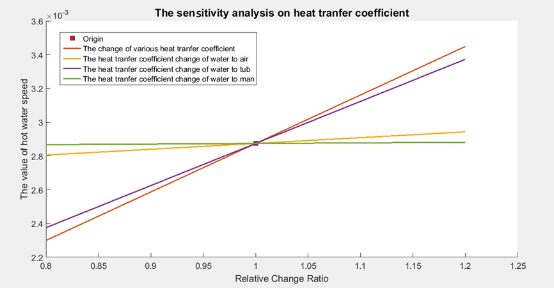 The sensitivity analysis on heat tranfer coefficient
×10⁻³
3.6
3.4
3.2
3
2.8
2.6
2.4
2.2
The value of hot water speed
Origin
The change of various heat tranfer coefficient
The heat tranfer coefficient change of water to air
The heat tranfer coefficient change of water to tub
The heat tranfer coefficient change of water to man
0.8 0.85 0.9 0.95 1 1.05 1.1 1.15 1.2 1.25
Relative Change Ratio